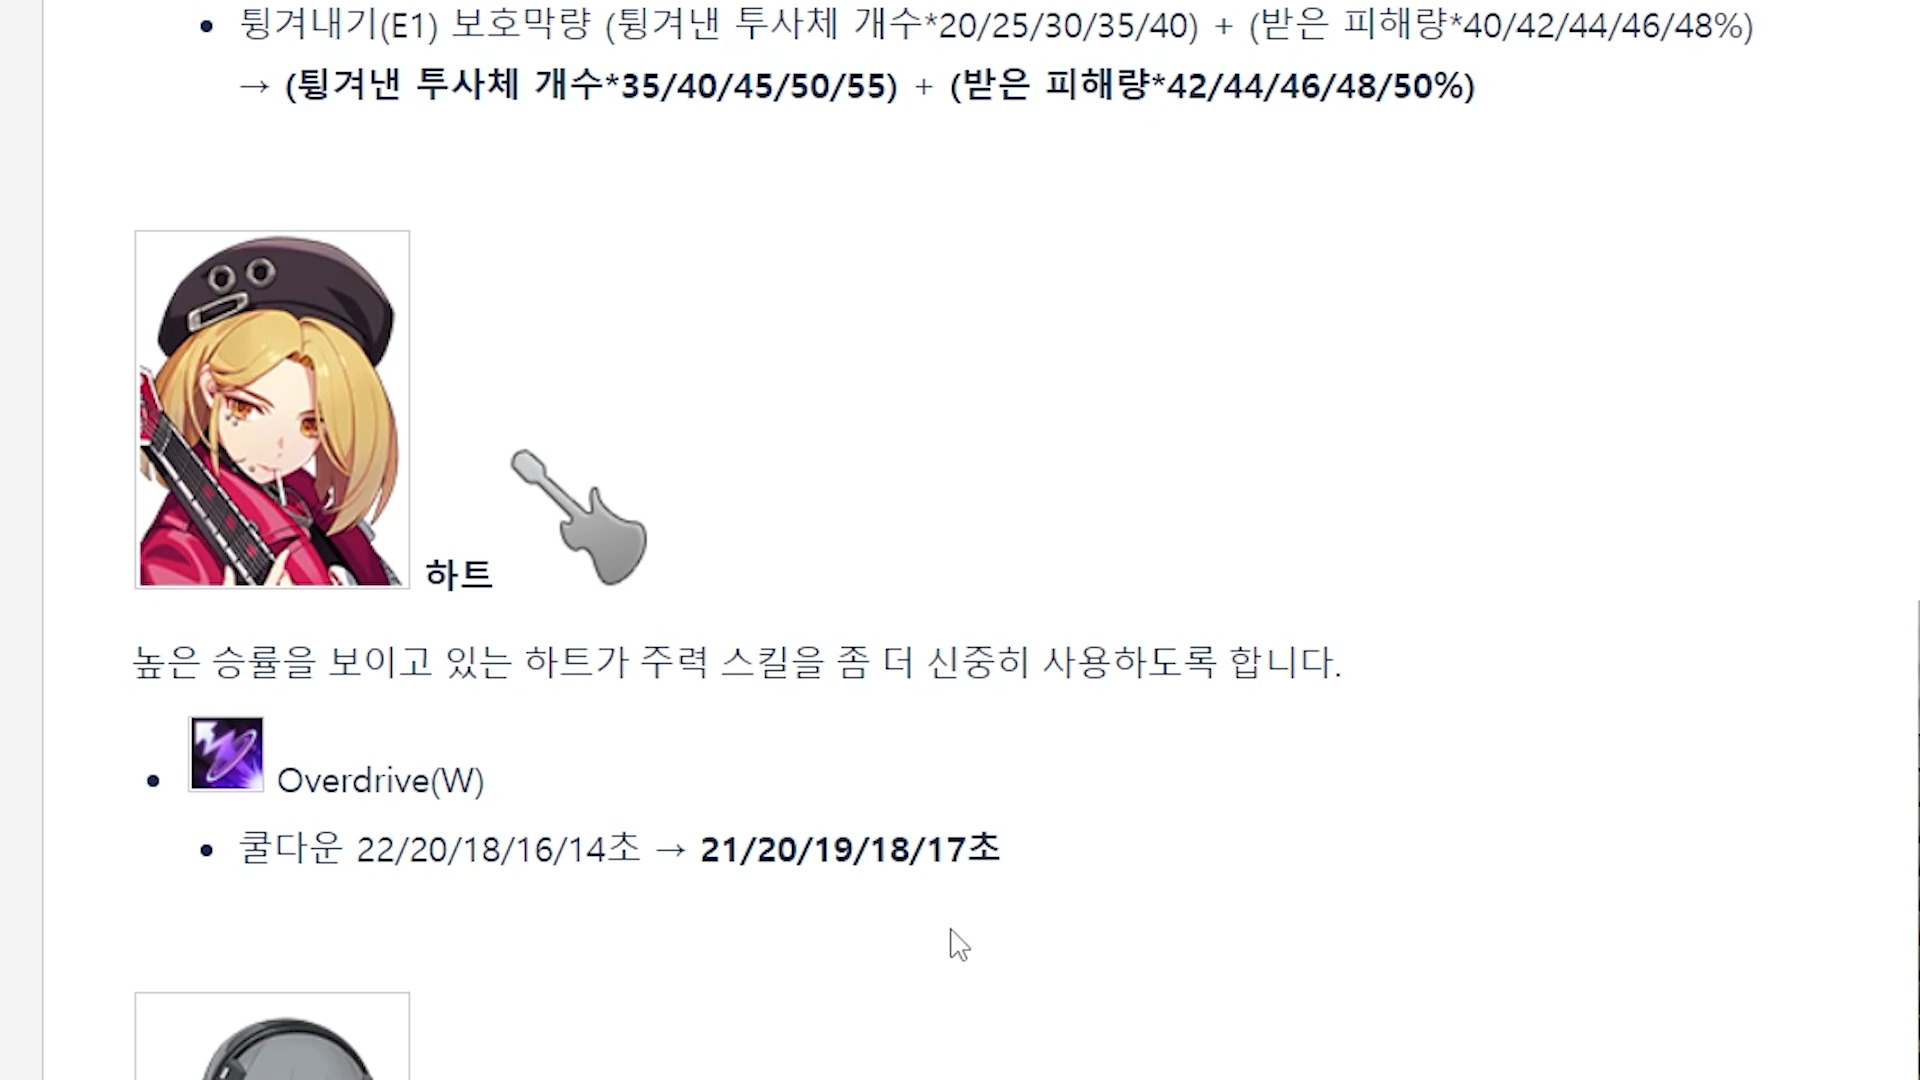 튕겨내기(E1) 보호막량 (튕겨낸 투사체 개수*20/25/30/35/40) + (받은 피해량*40/42/44/46/48%)
→ (튕겨낸 투사체 개수*35/40/45/50/55) + (받은 피해량*42/44/46/48/50%)
하트
높은 승률을 보이고 있는 하트가 주력 스킬을 좀 더 신중히 사용하도록 합니다.
Overdrive(W)
쿨다운 22/20/18/16/14초 → 21/20/19/18/17초